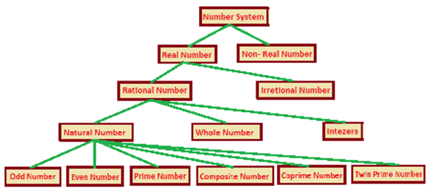 Number System
Real Number
Non- Real Number
Rational Number
Irretional Number
Natural Number
Whole Number
Intezers
Odd Number
Even Number
Prime Number
Composite Number
Coprime Number
Twin Prime Number